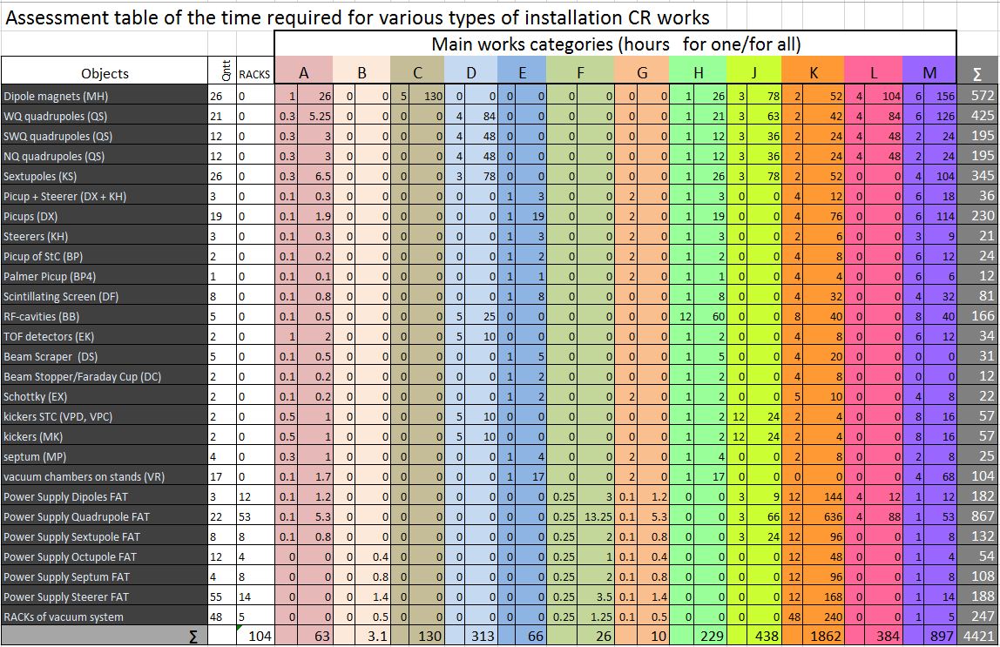 Assessment table of the time required for various types of installation CR works
Main works categories (hours for one/for all)
Objects Qntt RACKS A B C D E F G H J K L M Σ
Dipole magnets (MH) 26 0 1 26 0 0 5 130 0 0 0 0 0 0 0 0 1 26 3 78 2 52 4 104 6 156 572
WQ quadrupoles (QS) 21 0 0.3 5.25 0 0 0 0 4 84 0 0 0 0 0 0 1 21 3 63 2 42 4 84 6 126 425
SWQ quadrupoles (QS) 12 0 0.3 3 0 0 0 0 4 48 0 0 0 0 0 0 1 12 3 36 2 24 4 48 2 24 195
NQ quadrupoles (QS) 12 0 0.3 3 0 0 0 0 4 48 0 0 0 0 0 0 1 12 3 36 2 24 4 48 2 24 195
Sextupoles (KS) 26 0 0.3 6.5 0 0 0 0 3 78 0 0 0 0 0 0 1 26 3 78 2 52 0 0 4 104 345
Picup + Steerer (DX + KH) 3 0 0.1 0.3 0 0 0 0 0 0 1 3 0 0 2 0 1 3 0 0 4 12 0 0 6 18 36
Picups (DX) 19 0 0.1 1.9 0 0 0 0 0 0 1 19 0 0 2 0 1 19 0 0 4 76 0 0 6 114 230
Steerers (KH) 3 0 0.1 0.3 0 0 0 0 0 0 1 3 0 0 2 0 1 3 0 0 2 6 0 0 3 9 21
Picup of StC (BP) 2 0 0.1 0.2 0 0 0 0 0 0 1 2 0 0 2 0 1 2 0 0 4 8 0 0 6 12 24
Palmer Picup (BP4) 1 0 0.1 0.1 0 0 0 0 0 0 1 1 0 0 2 0 1 1 0 0 4 4 0 0 6 6 12
Scintillating Screen (DF) 8 0 0.1 0.8 0 0 0 0 0 0 1 8 0 0 2 0 1 8 0 0 4 32 0 0 4 32 81
RF-cavities (BB) 5 0 0.1 0.5 0 0 0 0 5 25 0 0 0 0 2 0 12 60 0 0 8 40 0 0 8 40 166
TOF detectors (EK) 2 0 1 2 0 0 0 0 5 10 0 0 0 0 2 0 1 2 0 0 4 8 0 0 6 12 34
Beam Scraper (DS) 5 0 0.1 0.5 0 0 0 0 0 0 1 5 0 0 2 0 1 5 0 0 4 20 0 0 0 0 31
Beam Stopper/Faraday Cup (DC) 2 0 0.1 0.2 0 0 0 0 0 0 1 2 0 0 2 0 1 2 0 0 4 8 0 0 0 0 12
Schottky (EX) 2 0 0.1 0.2 0 0 0 0 0 0 1 2 0 0 2 0 1 2 0 0 5 10 0 0 4 8 22
kickers STC (VPD, VPC) 2 0 0.5 1 0 0 0 0 5 10 0 0 0 0 2 0 1 2 12 24 2 4 0 0 8 16 57
kickers (MK) 2 0 0.5 1 0 0 0 0 5 10 0 0 0 0 2 0 1 2 12 24 2 4 0 0 8 16 57
septum (MP) 4 0 0.3 1 0 0 0 0 0 0 1 4 0 0 2 0 1 4 0 0 2 8 0 0 2 8 25
vacuum chambers on stands (VR) 17 0 0.1 1.7 0 0 0 0 0 0 1 17 0 0 2 0 1 17 0 0 0 0 0 0 4 68 104
Power Supply Dipoles FAT 3 12 0.1 1.2 0 0 0 0 0 0 0 0 0.25 3 0.1 1.2 0 0 3 9 12 144 4 12 1 12 182
Power Supply Quadrupole FAT 22 53 0.1 5.3 0 0 0 0 0 0 0 0 0.25 13.25 0.1 5.3 0 0 3 66 12 636 4 88 1 53 867
Power Supply Sextupole FAT 8 8 0.1 0.8 0 0 0 0 0 0 0 0 0.25 2 0.1 0.8 0 0 3 24 12 96 0 0 1 8 132
Power Supply Octupole FAT 12 4 0 0 0 0.4 0 0 0 0 0 0 0.25 1 0.1 0.4 0 0 0 0 12 48 0 0 1 4 54
Power Supply Septum FAT 4 8 0 0 0 0.8 0 0 0 0 0 0 0.25 2 0.1 0.8 0 0 0 0 12 96 0 0 1 8 108
Power Supply Steerer FAT 55 14 0 0 0 1.4 0 0 0 0 0 0 0.25 3.5 0.1 1.4 0 0 0 0 12 168 0 0 1 14 188
RACKs of vacuum system 48 5 0 0 0 0.5 0 0 0 0 0 0 0.25 1.25 0.1 0.5 0 0 0 0 48 240 0 0 1 5 247
Σ 104 63 3.1 130 313 66 26 10 229 438 1862 384 897 4421